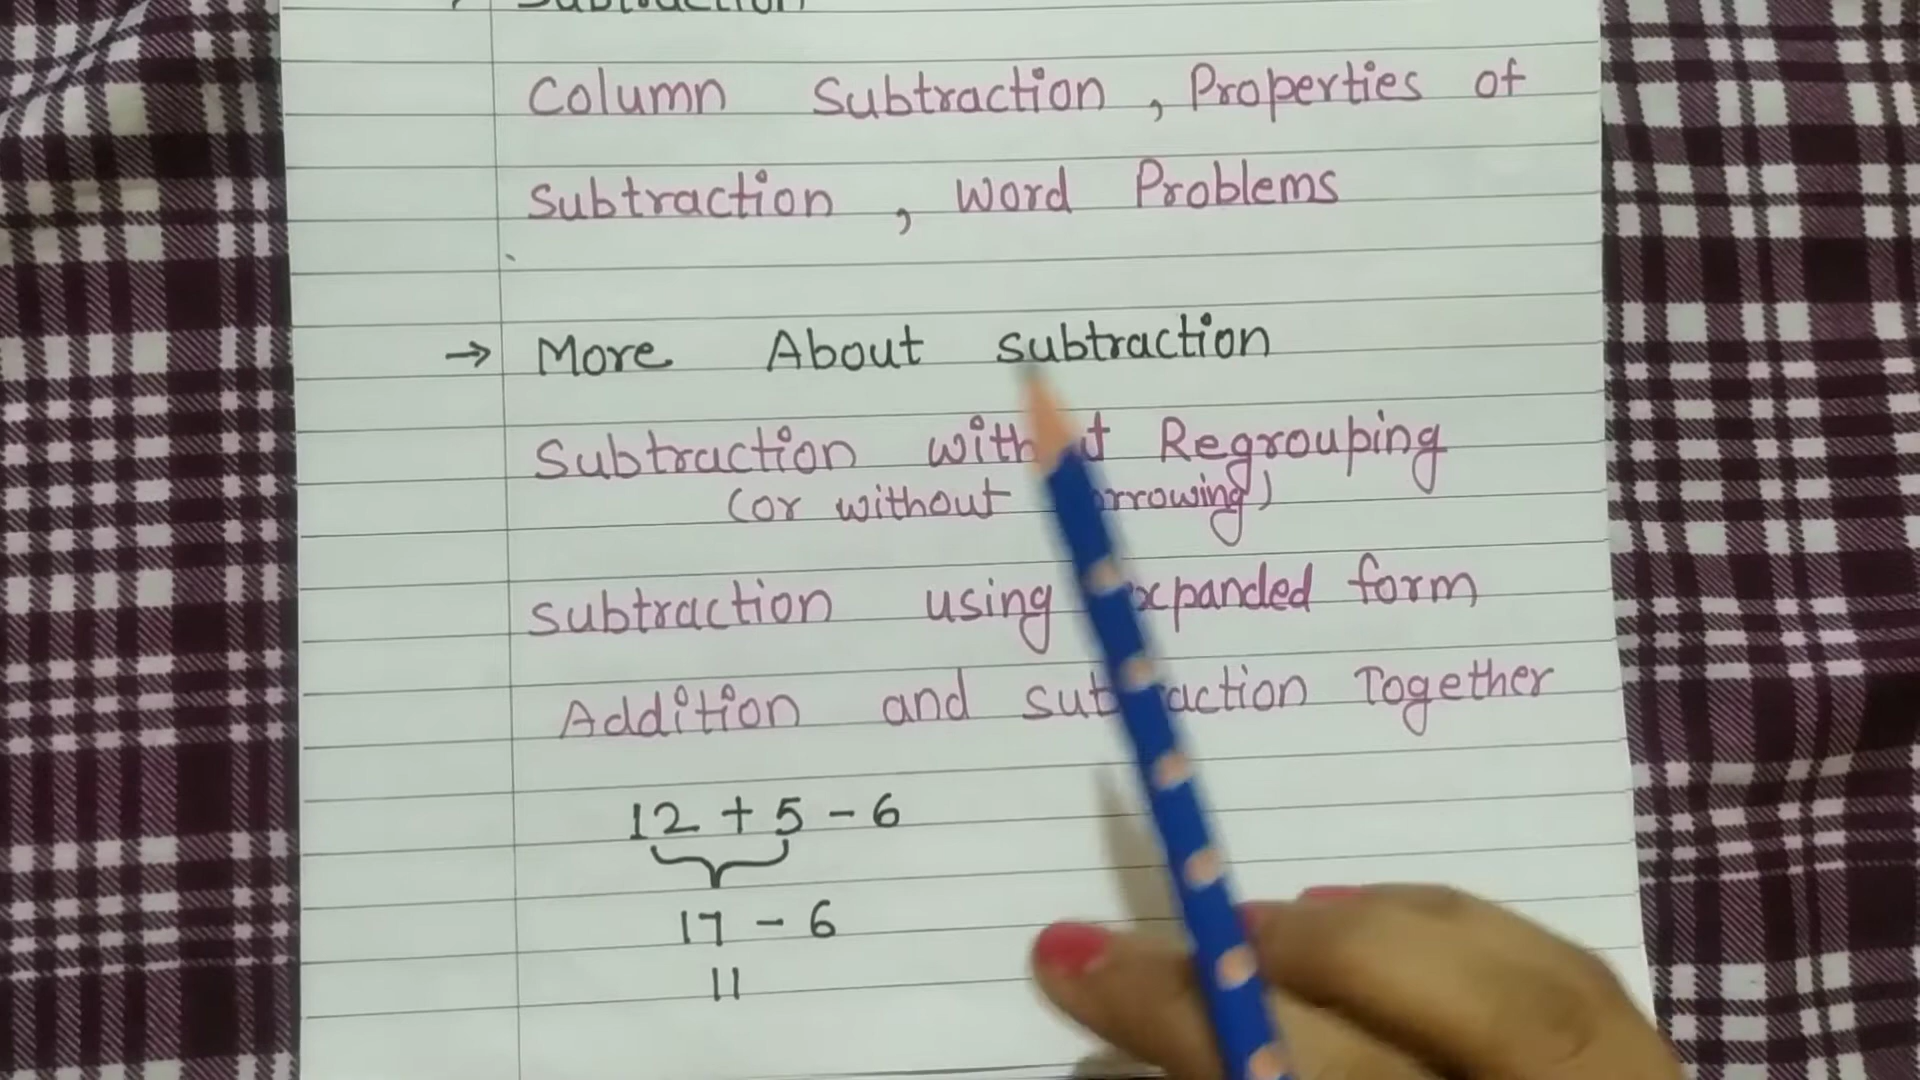 Subtraction
Column Subtraction, Properties of
Subtraction, Word Problems
→ More About Subtraction
Subtraction Regrouping
(or without
Subtraction using form
Addition and Together
12 + 5 - 6
17 - 6
11